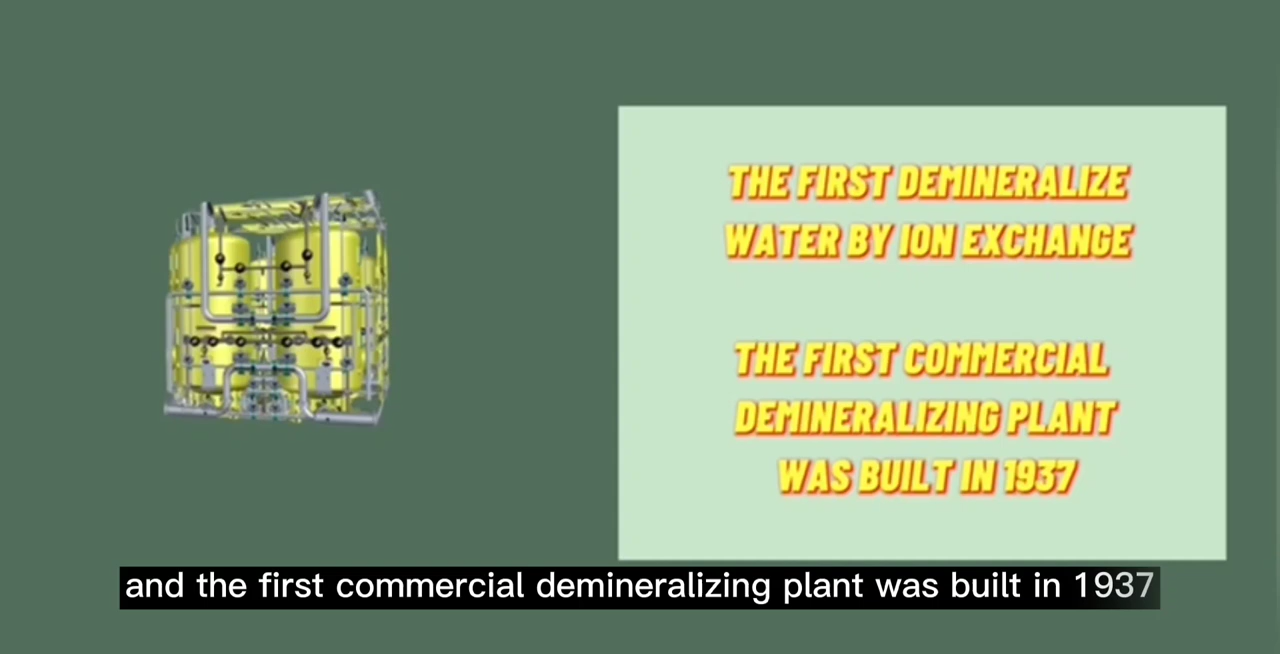 THE FIRST DEMINERALIZE
WATER BY ION EXCHANGE
THE FIRST COMMERCIAL
DEMINERALIZING PLANT
WAS BUILT IN 1937
and the first commercial demineralizing plant was built in 1937